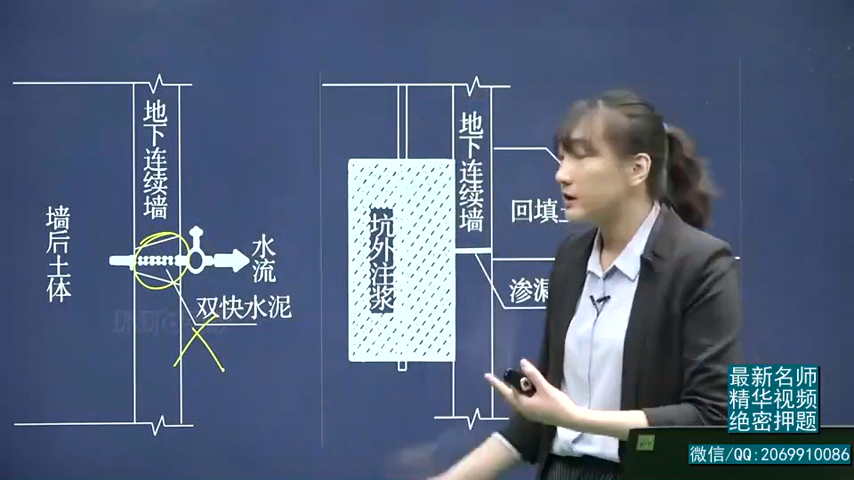 地下连续墙
墙后土体
水流
双快水泥
地下连续墙
坑外注浆
回填
渗漏
最新名师
精华视频
绝密押题
微信/QQ:2069910086